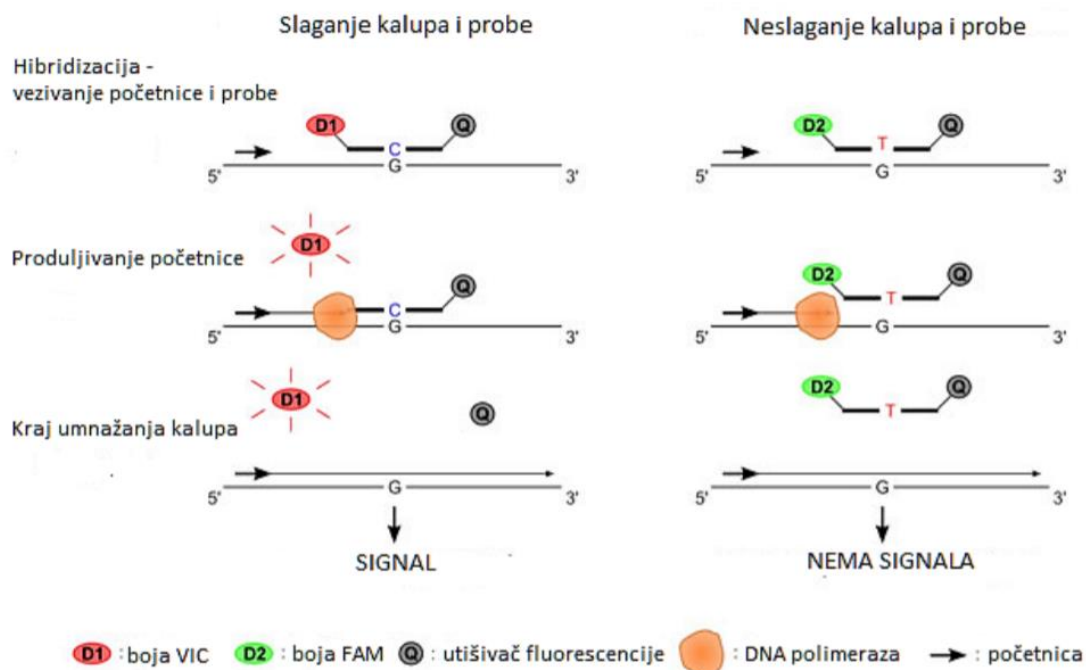 Slaganje kalupa i probe
Neslaganje kalupa i probe
Hibridizacija -
vezivanje početnice i probe
D1
Q
C
G
5'
3'
D2
Q
T
G
5'
3'
Produljivanje početnice
D1
Q
C
G
5'
3'
D2
Q
T
G
5'
3'
Kraj umnažanja kalupa
D1
Q
G
5'
3'
SIGNAL
D2
Q
T
G
5'
3'
NEMA SIGNALA
D1 : boja VIC D2 : boja FAM Q : utišivač fluorescencije : DNA polimeraza : početnica